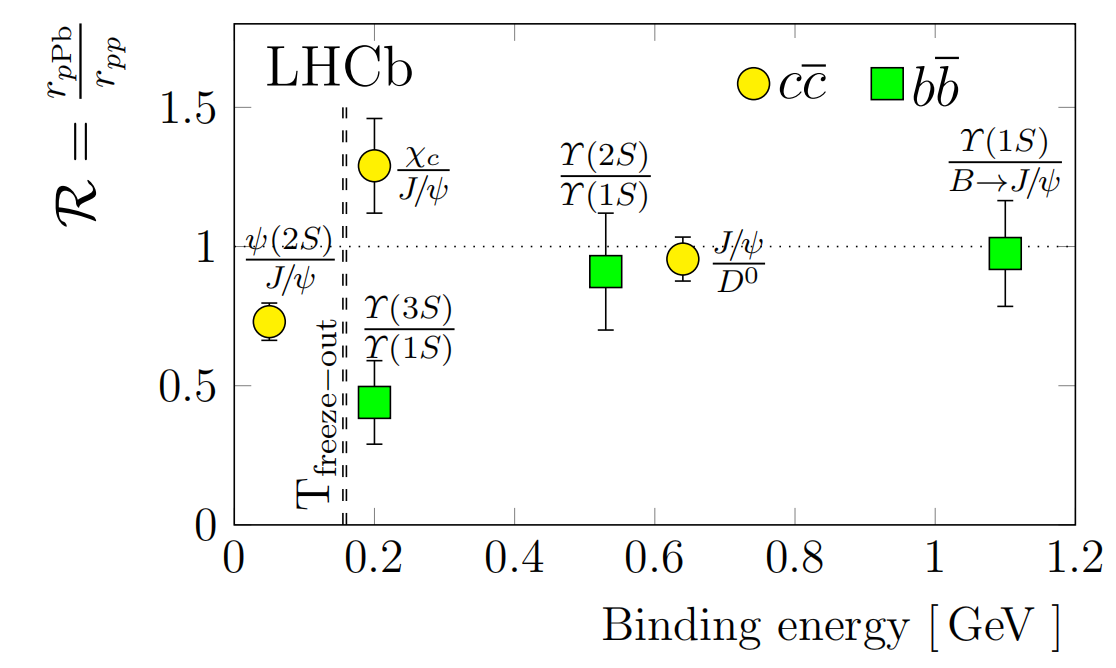 R = r_pPb / r_pp
LHCb
cc̅ bb̅
1.5
1
0.5
0
χc / J/ψ
ψ(2S) / J/ψ
ϒ(3S) / ϒ(1S)
ϒ(2S) / ϒ(1S)
J/ψ / D⁰
ϒ(1S) / B→J/ψ
T freeze−out
0 0.2 0.4 0.6 0.8 1 1.2
Binding energy [ GeV ]